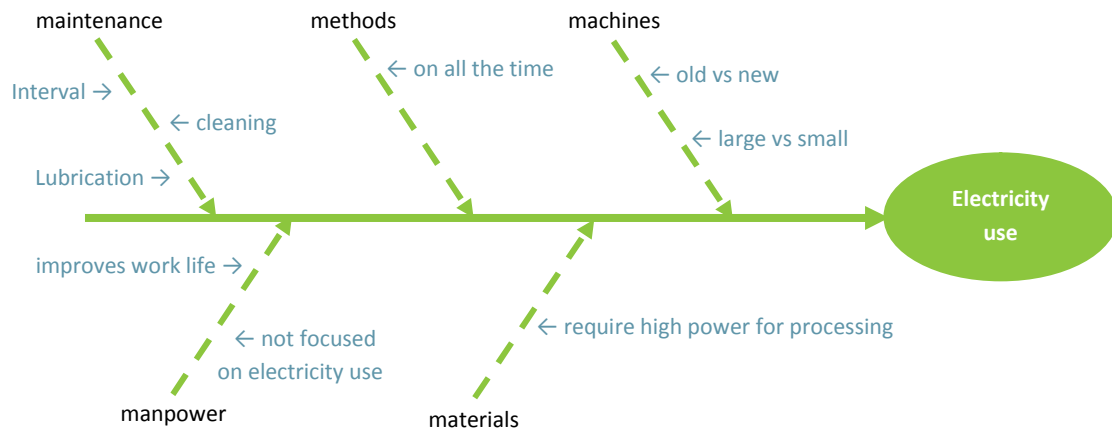 maintenance
methods
machines
← on all the time
← old vs new
Interval →
← cleaning
← large vs small
Lubrication →
Electricity
use
improves work life →
← not focused
on electricity use
← require high power for processing
manpower
materials